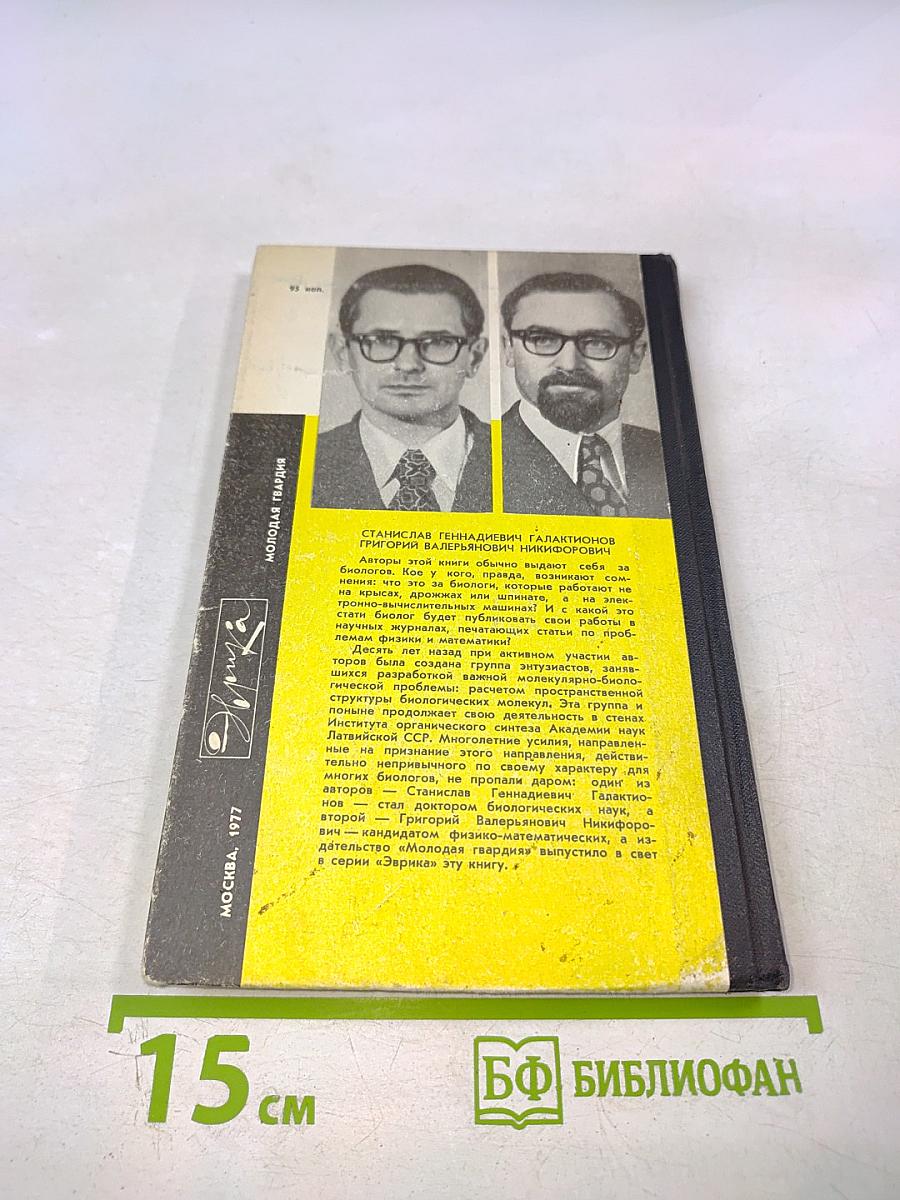 93 коп.
МОЛОДАЯ ГВАРДИЯ
Эврика
МОСКВА, 1977
СТАНИСЛАВ ГЕННАДИЕВИЧ ГАЛАКТИОНОВ
ГРИГОРИЙ ВАЛЕРЬЯНОВИЧ НИКИФОРОВИЧ
Авторы этой книги обычно выдают себя за
биологов. Кое у кого, правда, возникают сом-
нения: что это за биологи, которые работают не
на крысах, дрожжах или шпинате, а на элек-
тронно-вычислительных машинах? И с какой это
стати биолог будет публиковать свои работы в
научных журналах, печатающих статьи по проб-
лемам физики и математики?
Десять лет назад при активном участии ав-
торов была создана группа энтузиастов, заняв-
шихся разработкой важной молекулярно-биоло-
гической проблемы: расчетом пространственной
структуры биологических молекул. Эта группа и
поныне продолжает свою деятельность в стенах
Института органического синтеза Академии наук
Латвийской ССР. Многолетние усилия, направлен-
ные на признание этого направления, действи-
тельно непривычного по своему характеру для
многих биологов, не пропали даром: один из
авторов — Станислав Геннадиевич Галактио-
нов — стал доктором биологических наук, а
второй — Григорий Валерьянович Никифоро-
вич — кандидатом физико-математических, а из-
дательство «Молодая гвардия» выпустило в свет
в серии «Эврика» эту книгу.
15 см
БФ БИБЛИОФАН